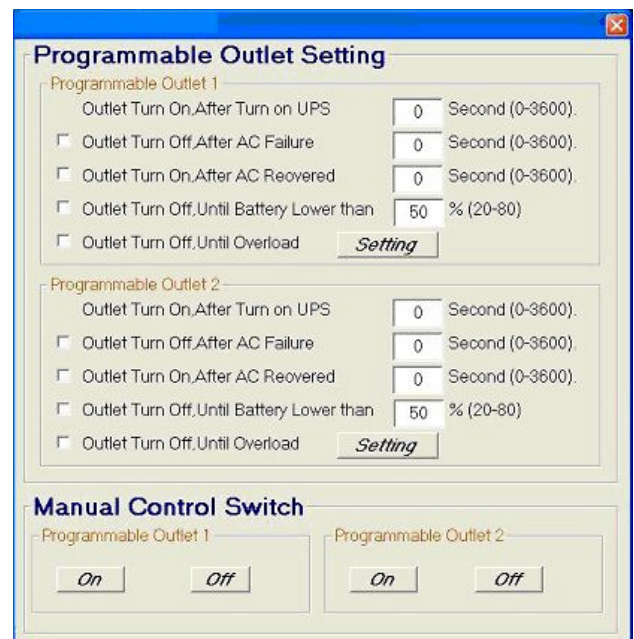 Programmable Outlet Setting
Programmable Outlet 1
Outlet Turn On,After Turn on UPS 0 Second (0-3600).
Outlet Turn Off,After AC Failure 0 Second (0-3600).
Outlet Turn On,After AC Reovered 0 Second (0-3600).
Outlet Turn Off,Until Battery Lower than 50 % (20-80)
Outlet Turn Off,Until Overload Setting
Programmable Outlet 2
Outlet Turn On,After Turn on UPS 0 Second (0-3600).
Outlet Turn Off,After AC Failure 0 Second (0-3600).
Outlet Turn On,After AC Reovered 0 Second (0-3600).
Outlet Turn Off,Until Battery Lower than 50 % (20-80)
Outlet Turn Off,Until Overload Setting
Manual Control Switch
Programmable Outlet 1 Programmable Outlet 2
On Off On Off